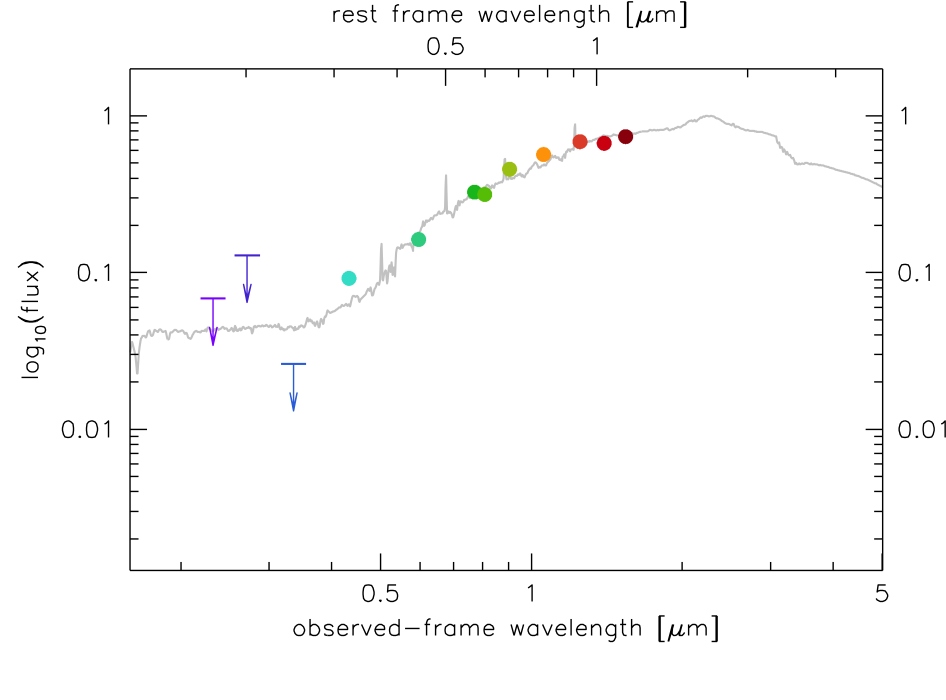 rest frame wavelength [μm]
0.5 1
1 1
0.1 0.1
log10(flux)
0.01 0.01
0.5 1 5
observed-frame wavelength [μm]